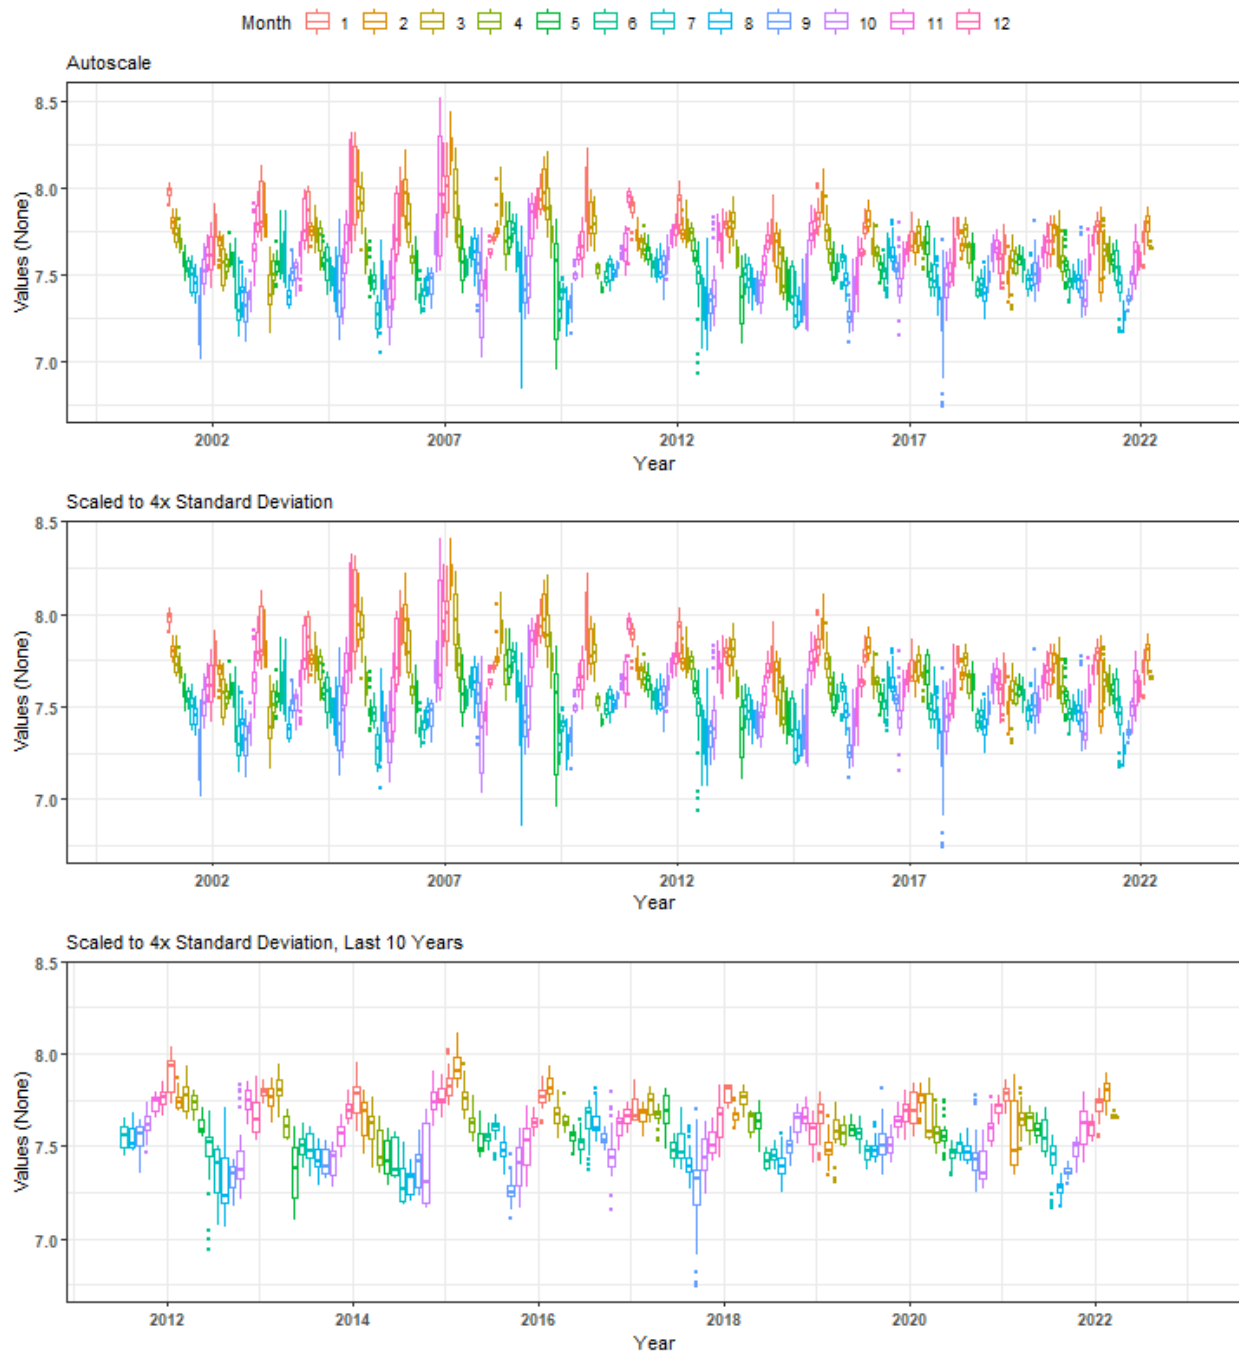 Month 1 2 3 4 5 6 7 8 9 10 11 12
Autoscale
8.5
8.0
7.5
7.0
Values (None)
2002 2007 2012 2017 2022
Year
Scaled to 4x Standard Deviation
8.5
8.0
7.5
7.0
Values (None)
2002 2007 2012 2017 2022
Year
Scaled to 4x Standard Deviation, Last 10 Years
8.5
8.0
7.5
7.0
Values (None)
2012 2014 2016 2018 2020 2022
Year